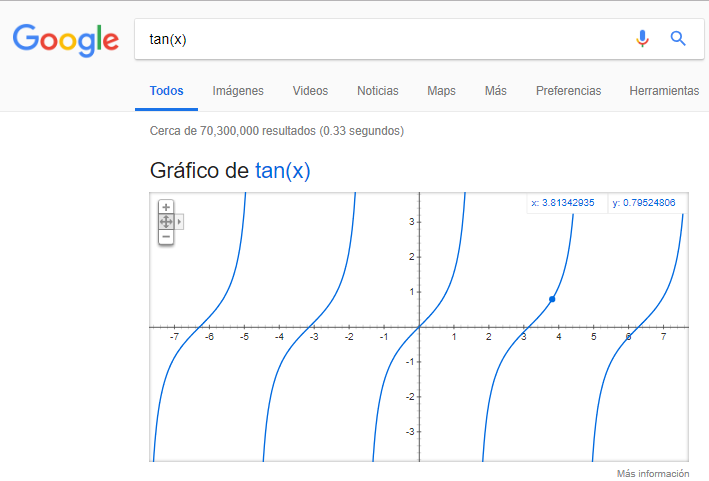 Google
tan(x)
Todos Imágenes Videos Noticias Maps Más Preferencias Herramientas
Cerca de 70,300,000 resultados (0.33 segundos)
Gráfico de tan(x)
x: 3.81342935 y: 0.79524806
3
2
1
-7 -6 -5 -4 -3 -2 -1 0 1 2 3 4 5 6 7
-1
-2
-3
Más información